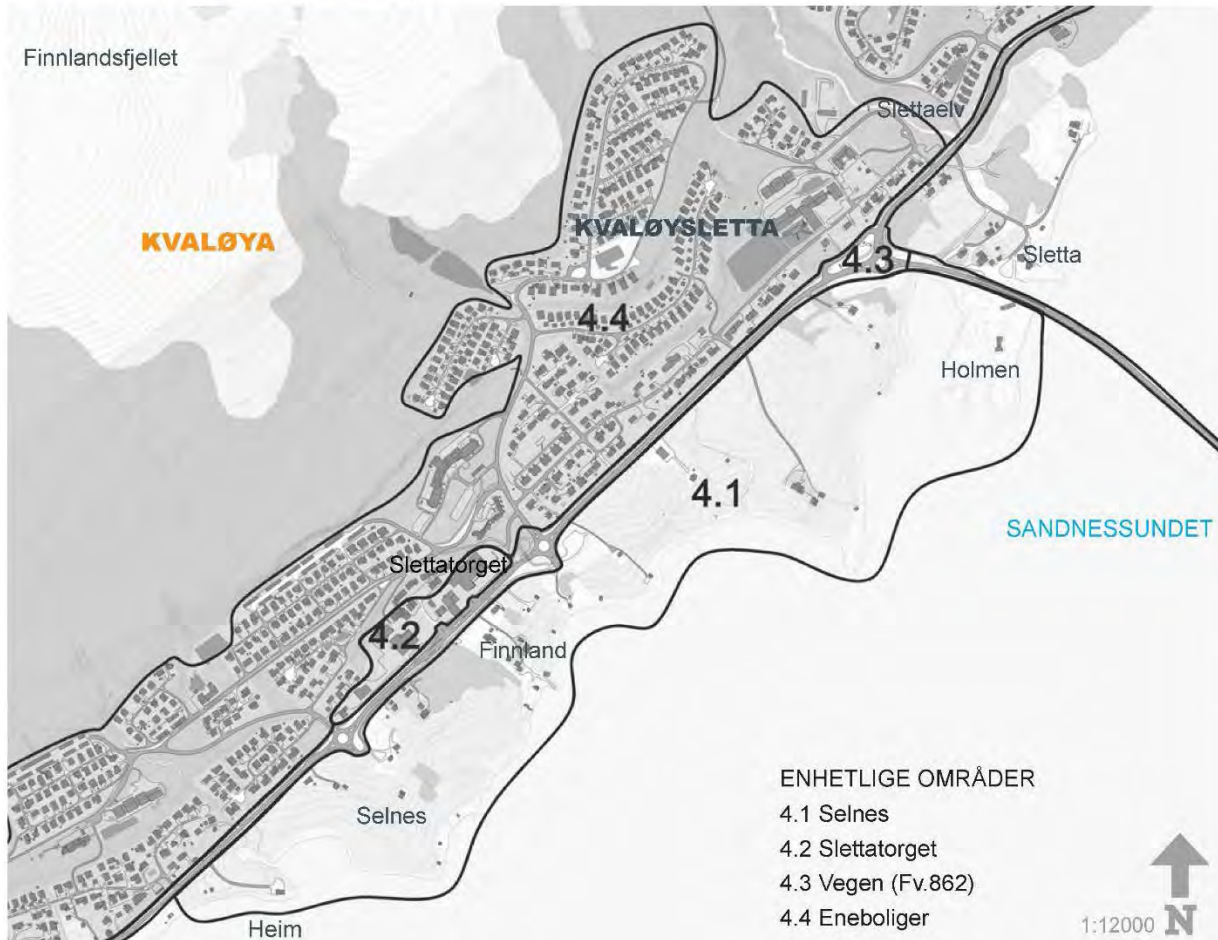 Finnlandsfjellet
Slettaelv
KVALØYSLETTA
KVALØYA
4.3
Sletta
4.4
Holmen
4.1
SANDNESSUNDET
Slettatorget
4.2
Finnland
Selnes
Heim
ENHETLIGE OMRÅDER
4.1 Selnes
4.2 Slettatorget
4.3 Vegen (Fv.862)
4.4 Eneboliger
1:12000
N